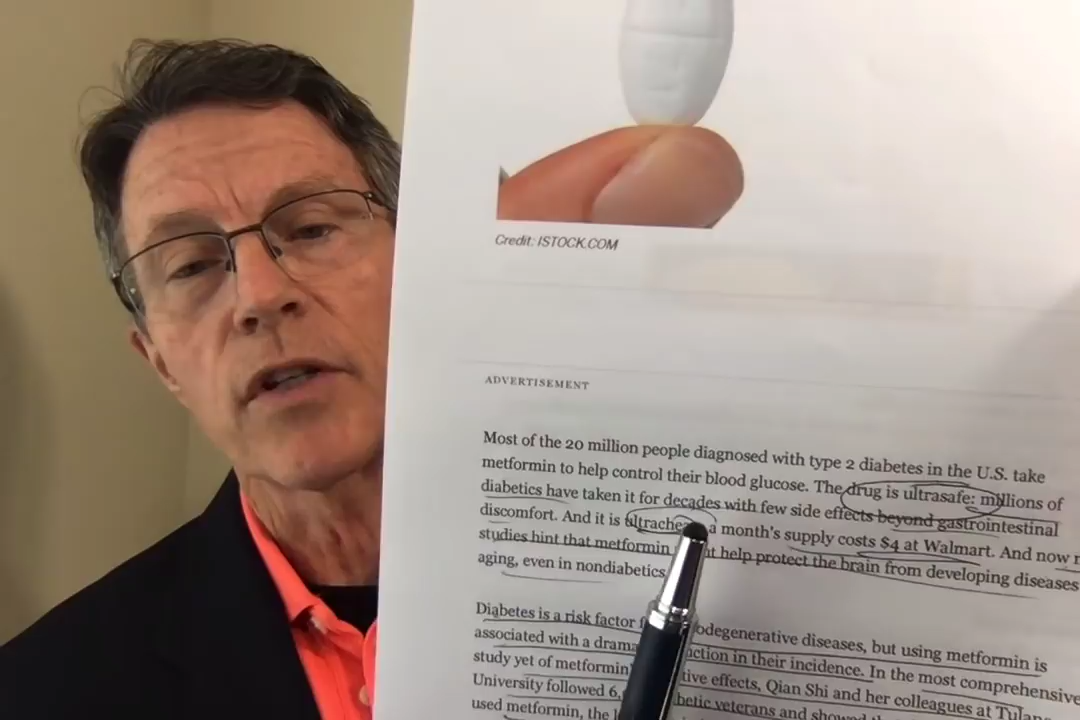 Credit: ISTOCK.COM
ADVERTISEMENT
Most of the 20 million people diagnosed with type 2 diabetes in the U.S. take
metformin to help control their blood glucose. The drug is ultrasafe: millions of
diabetics have taken it for decades with few side effects beyond gastrointestinal
discomfort. And it is a month's supply costs $4 at Walmart. And now
studies hint that metformin help protect the brain from developing diseases
aging, even in nondiabetics
Diabetes is a risk factor diseases, but using metformin is
associated with a in their incidence. In the most comprehensive
study yet of effects, Qian Shi and her colleagues at
University followed veterans and showed
used metformin, the